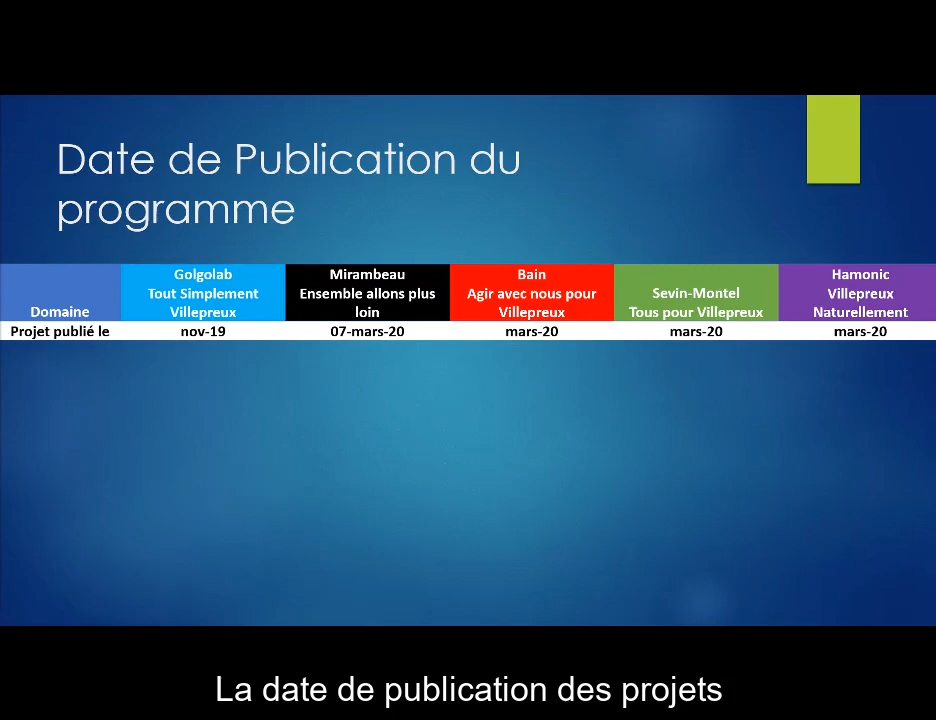 Date de Publication du
programme
Domaine
Golgolab
Tout Simplement
Villepreux
Mirambeau
Ensemble allons plus
loin
Bain
Agir avec nous pour
Villepreux
Sevin-Montel
Tous pour Villepreux
Hamonic
Villepreux
Naturellement
Projet publié le
nov-19
07-mars-20
mars-20
mars-20
mars-20
La date de publication des projets